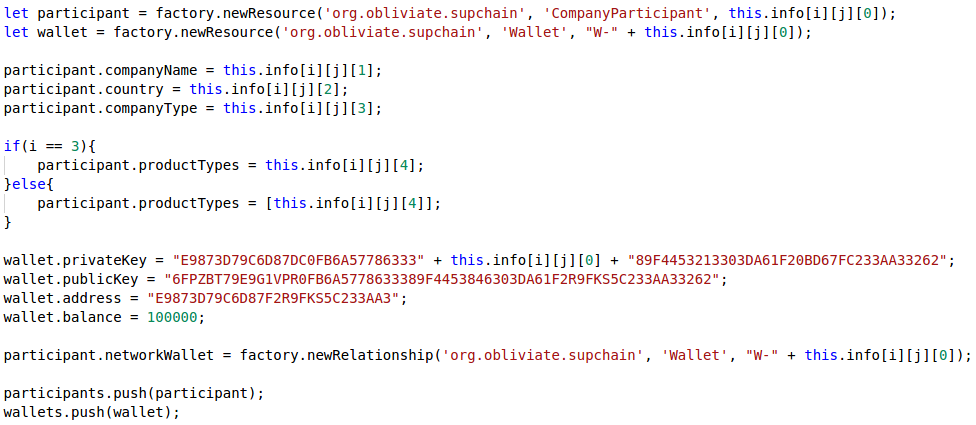 let participant = factory.newResource('org.obliviate.supchain', 'CompanyParticipant', this.info[i][j][0]);
let wallet = factory.newResource('org.obliviate.supchain', 'Wallet', "W-" + this.info[i][j][0]);
participant.companyName = this.info[i][j][1];
participant.country = this.info[i][j][2];
participant.companyType = this.info[i][j][3];
if(i == 3){
    participant.productTypes = this.info[i][j][4];
}else{
    participant.productTypes = [this.info[i][j][4]];
}
wallet.privateKey = "E9873D79C6D87DC0FB6A57786333" + this.info[i][j][0] + "89F4453213303DA61F20BD67FC233AA33262";
wallet.publicKey = "6FPZBT79E9G1VPR0FB6A5778633389F4453846303DA61F2R9FKS5C233AA33262";
wallet.address = "E9873D79C6D87F2R9FKS5C233AA3";
wallet.balance = 100000;
participant.networkWallet = factory.newRelationship('org.obliviate.supchain', 'Wallet', "W-" + this.info[i][j][0]);
participants.push(participant);
wallets.push(wallet);